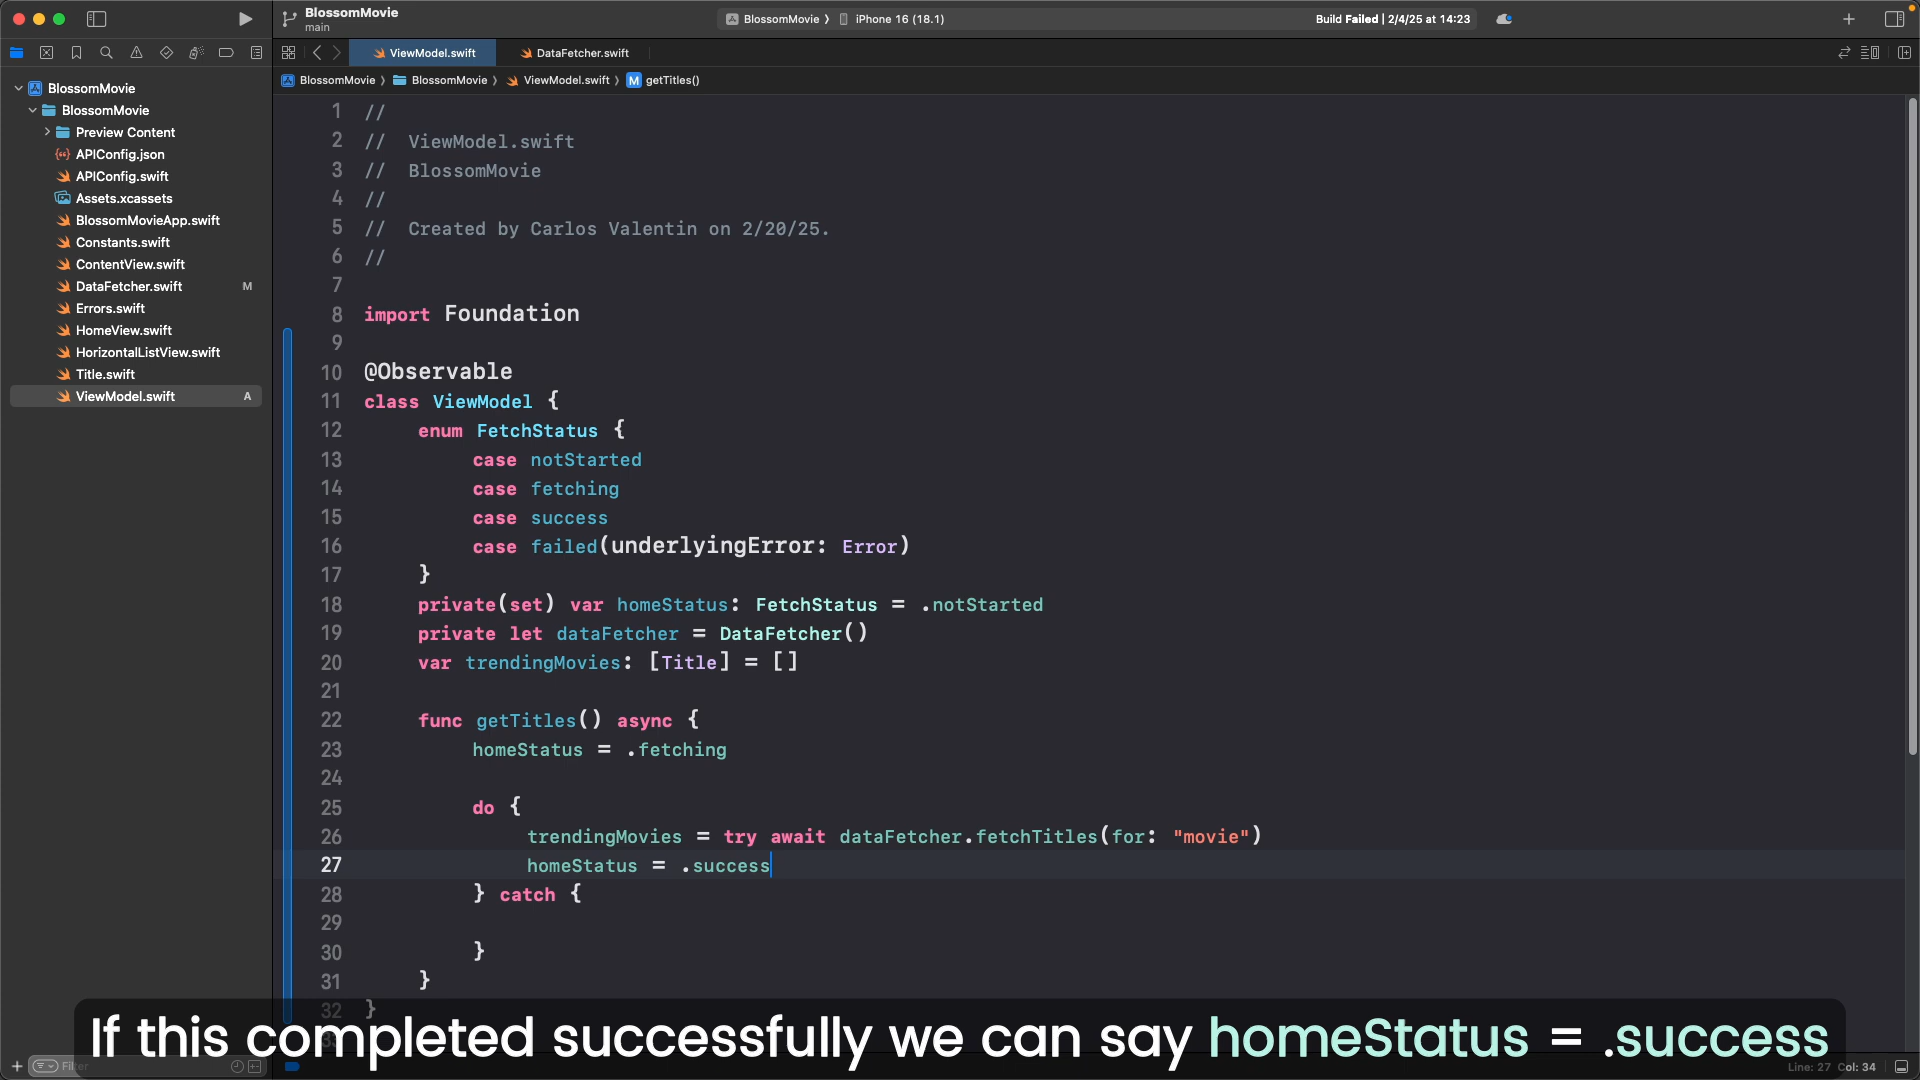 BlossomMovie
main
BlossomMovie ⟩ iPhone 16 (18.1)
Build Failed | 2/4/25 at 14:23
ViewModel.swift
DataFetcher.swift
BlossomMovie ⟩ BlossomMovie ⟩ ViewModel.swift ⟩ M getTitles()
BlossomMovie
BlossomMovie
Preview Content
APIConfig.json
APIConfig.swift
Assets.xcassets
BlossomMovieApp.swift
Constants.swift
ContentView.swift
DataFetcher.swift M
Errors.swift
HomeView.swift
HorizontalListView.swift
Title.swift
ViewModel.swift A
1 //
2 // ViewModel.swift
3 // BlossomMovie
4 //
5 // Created by Carlos Valentin on 2/20/25.
6 //
7
8 import Foundation
9
10 @Observable
11 class ViewModel {
12 enum FetchStatus {
13 case notStarted
14 case fetching
15 case success
16 case failed(underlyingError: Error)
17 }
18 private(set) var homeStatus: FetchStatus = .notStarted
19 private let dataFetcher = DataFetcher()
20 var trendingMovies: [Title] = []
21
22 func getTitles() async {
23 homeStatus = .fetching
24
25 do {
26 trendingMovies = try await dataFetcher.fetchTitles(for: "movie")
27 homeStatus = .success
28 } catch {
29
30 }
31 }
32 }
33
If this completed successfully we can say homeStatus = .success
Filter
Line: 27 Col: 34